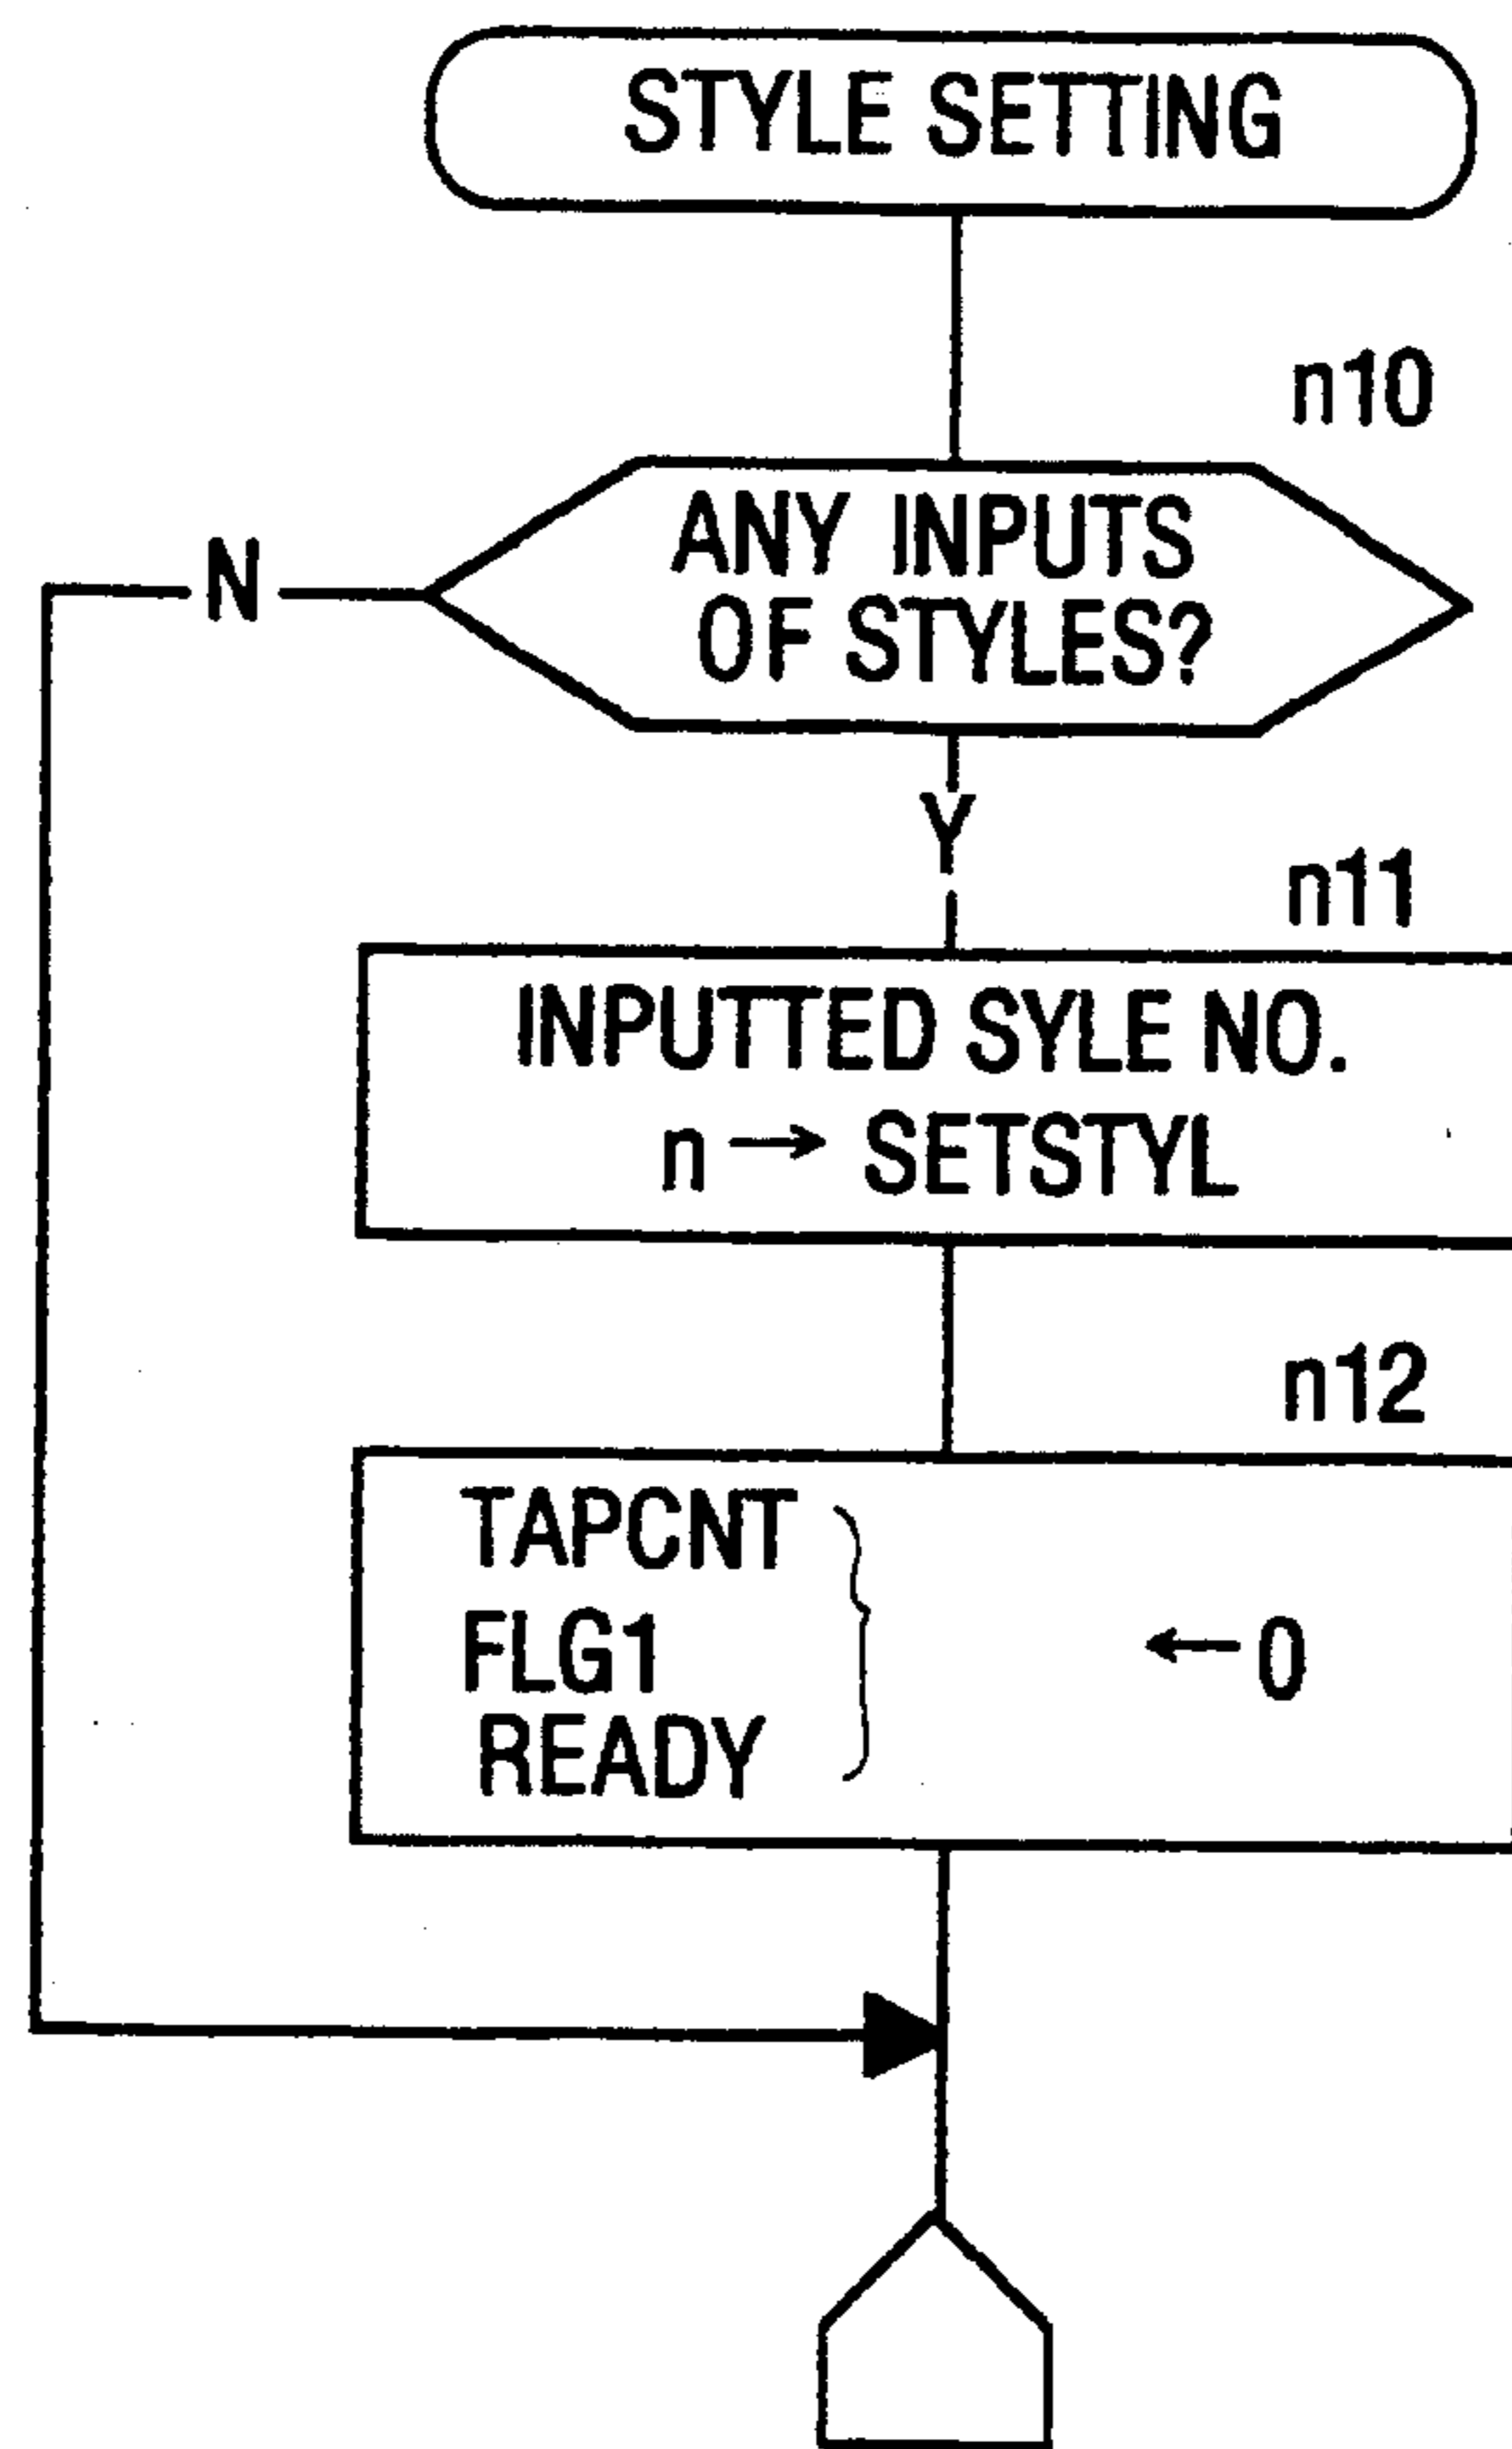 STYLE SETTING
n10
ANY INPUTS
OF STYLES?
N
Y
n11
INPUTTED SYLE NO.
n → SETSTYL
n12
TAPCNT
FLG1
READY
←0